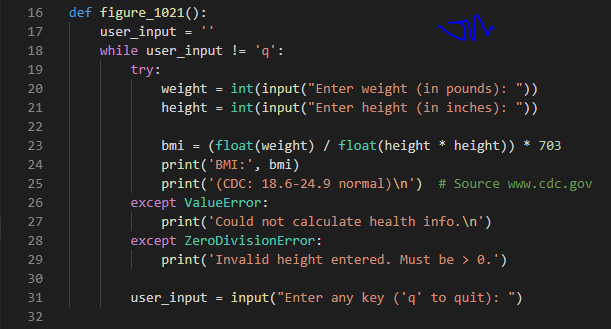 16 def figure_1021():
17     user_input = ''
18     while user_input != 'q':
19         try:
20             weight = int(input("Enter weight (in pounds): "))
21             height = int(input("Enter height (in inches): "))
22
23             bmi = (float(weight) / float(height * height)) * 703
24             print('BMI:', bmi)
25             print('(CDC: 18.6-24.9 normal)\n')  # Source www.cdc.gov
26         except ValueError:
27             print('Could not calculate health info.\n')
28         except ZeroDivisionError:
29             print('Invalid height entered. Must be > 0.')
30
31         user_input = input("Enter any key ('q' to quit): ")
32